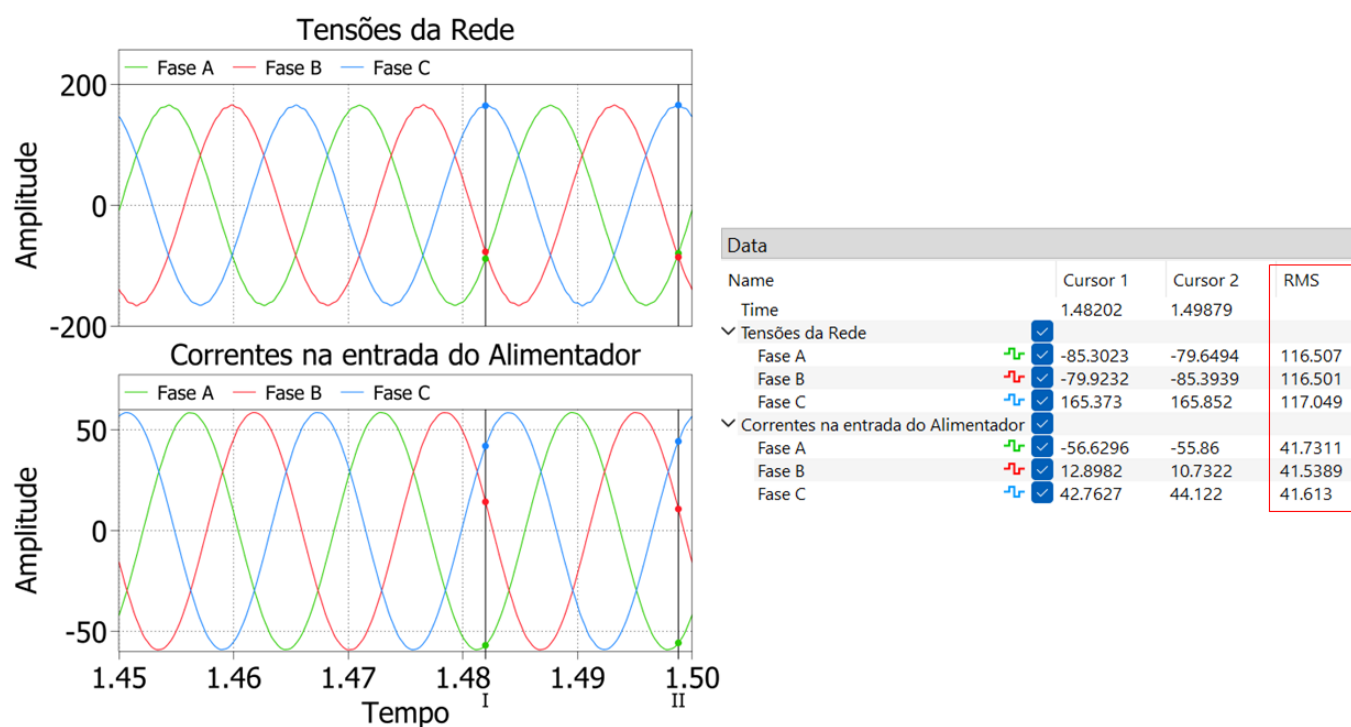 Tensões da Rede
Fase A Fase B Fase C
200
0
-200
Amplitude
Correntes na entrada do Alimentador
Fase A Fase B Fase C
50
0
-50
Amplitude
1.45 1.46 1.47 1.48 1.49 1.50
I II
Tempo
Data
Name Cursor 1 Cursor 2 RMS
Time 1.48202 1.49879
Tensões da Rede
Fase A -85.3023 -79.6494 116.507
Fase B -79.9232 -85.3939 116.501
Fase C 165.373 165.852 117.049
Correntes na entrada do Alimentador
Fase A -56.6296 -55.86 41.7311
Fase B 12.8982 10.7322 41.5389
Fase C 42.7627 44.122 41.613